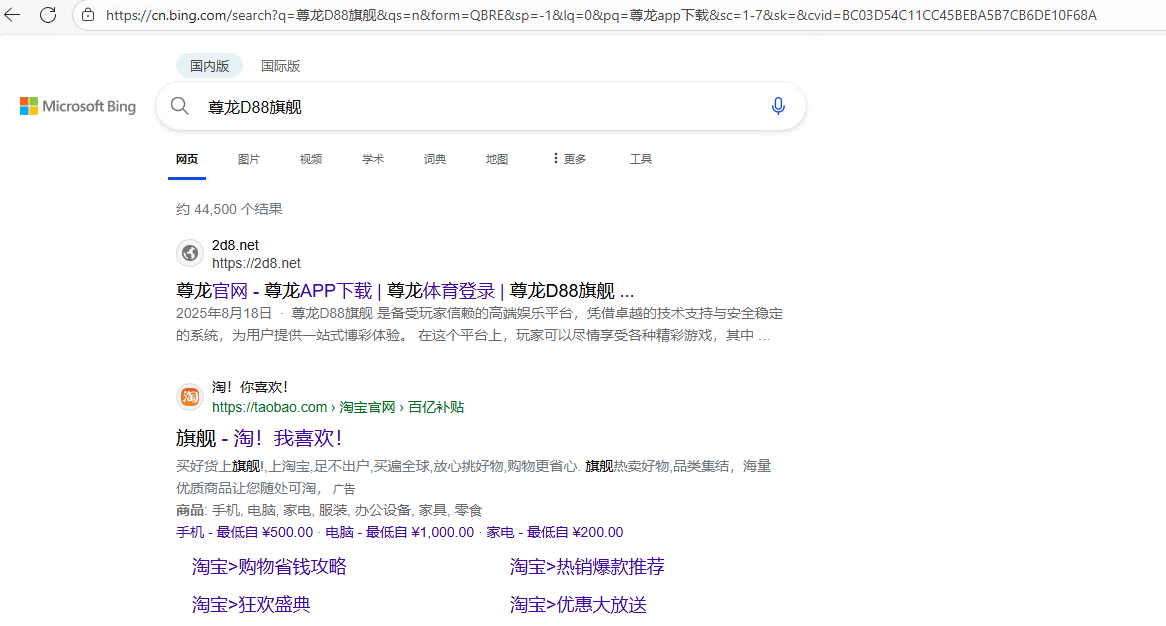 https://cn.bing.com/search?q=尊龙D88旗舰&qs=n&form=QBRE&sp=-1&lq=0&pq=尊龙app下载&sc=1-7&sk=&cvid=BC03D54C11CC45BEBA5B7CB6DE10F68A
国内版 国际版
Microsoft Bing
尊龙D88旗舰
网页 图片 视频 学术 词典 地图 更多 工具
约 44,500 个结果
2d8.net
https://2d8.net
尊龙官网 - 尊龙APP下载 | 尊龙体育登录 | 尊龙D88旗舰 ...
2025年8月18日 · 尊龙D88旗舰 是备受玩家信赖的高端娱乐平台，凭借卓越的技术支持与安全稳定
的系统，为用户提供一站式博彩体验。 在这个平台上，玩家可以尽情享受各种精彩游戏，其中 …
淘！你喜欢！
https://taobao.com › 淘宝官网 › 百亿补贴
旗舰 - 淘！我喜欢！
买好货上旗舰!,上淘宝,足不出户,买遍全球,放心挑好物,购物更省心. 旗舰热卖好物,品类集结，海量
优质商品让您随处可淘， 广告
商品: 手机, 电脑, 家电, 服装, 办公设备, 家具, 零食
手机 - 最低自 ¥500.00 · 电脑 - 最低自 ¥1,000.00 · 家电 - 最低自 ¥200.00
淘宝>购物省钱攻略 淘宝>热销爆款推荐
淘宝>狂欢盛典 淘宝>优惠大放送